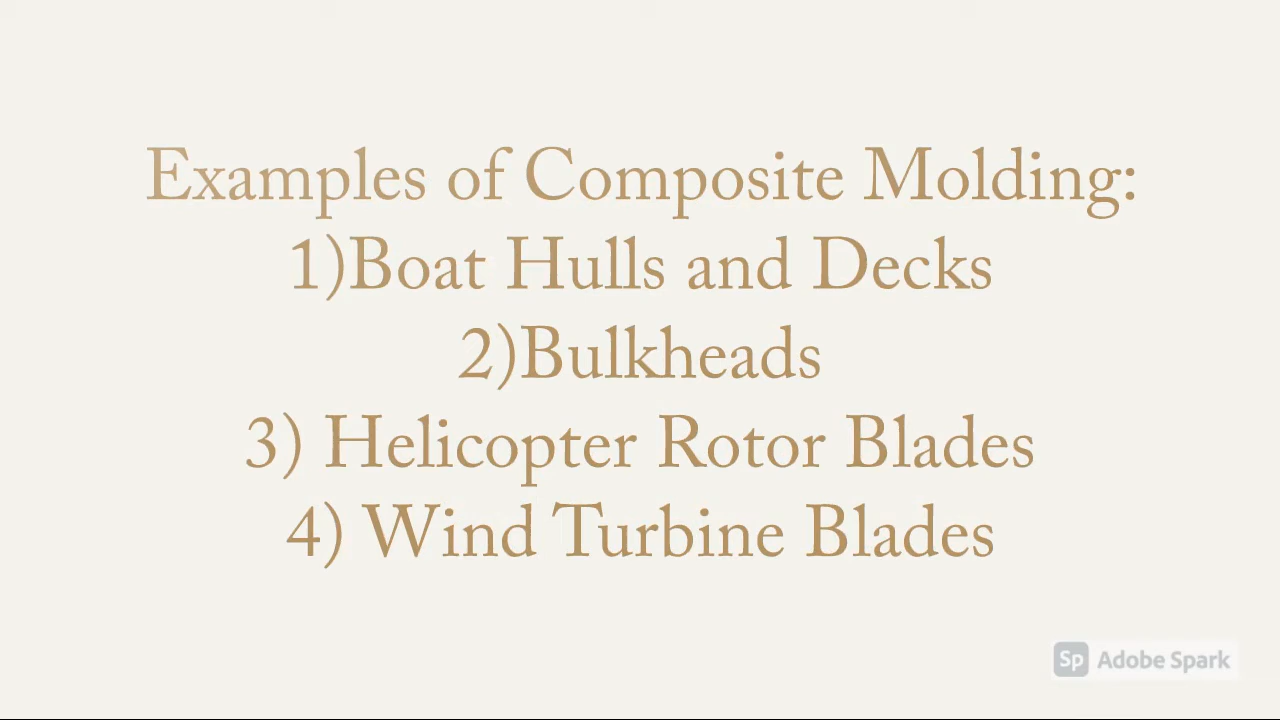 Examples of Composite Molding:
1)Boat Hulls and Decks
2)Bulkheads
3) Helicopter Rotor Blades
4) Wind Turbine Blades
Sp Adobe Spark